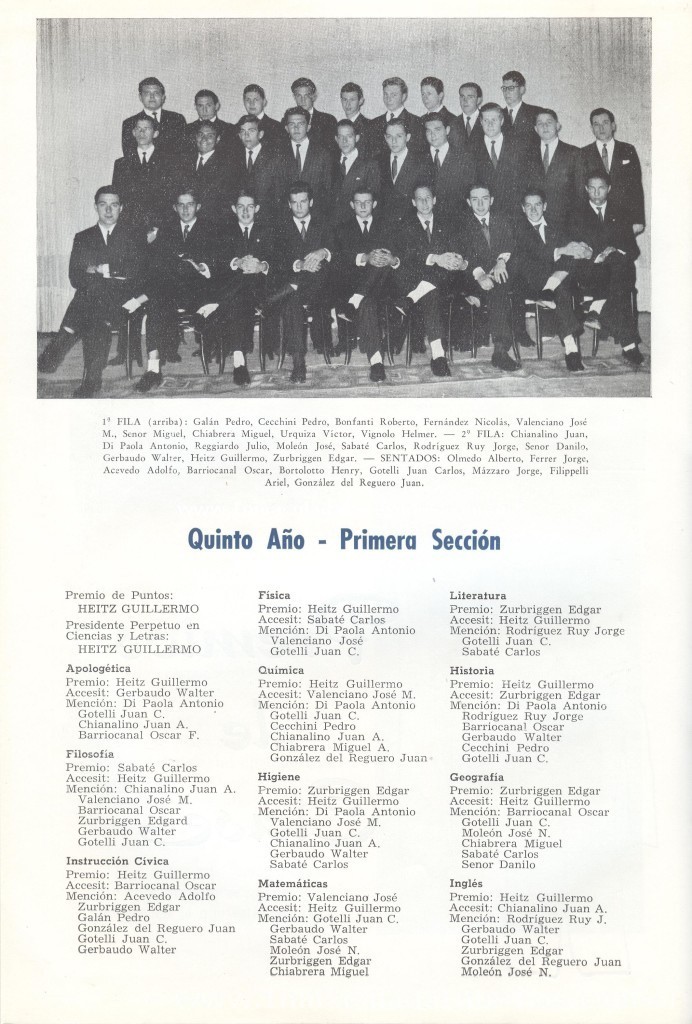 1º FILA (arriba): Galán Pedro, Cecchini Pedro, Bonfanti Roberto, Fernández Nicolás, Valenciano José
M., Senor Miguel, Chiabrera Miguel, Urquiza Víctor, Vignolo Helmer. — 2º FILA: Chianalino Juan,
Di Paola Antonio, Reggiardo Julio, Moleón José, Sabaté Carlos, Rodríguez Ruy Jorge, Senor Danilo,
Gerbaudo Walter, Heitz Guillermo, Zurbriggen Edgar. — SENTADOS: Olmedo Alberto, Ferrer Jorge,
Acevedo Adolfo, Barriocanal Oscar, Bortolotto Henry, Gotelli Juan Carlos, Mázzaro Jorge, Filippelli
Ariel, González del Reguero Juan.
Quinto Año - Primera Sección
Premio de Puntos:
HEITZ GUILLERMO
Presidente Perpetuo en
Ciencias y Letras:
HEITZ GUILLERMO
Apologética
Premio: Heitz Guillermo
Accesit: Gerbaudo Walter
Mención: Di Paola Antonio
Gotelli Juan C.
Chianalino Juan A.
Barriocanal Oscar F.
Filosofía
Premio: Sabaté Carlos
Accesit: Heitz Guillermo
Mención: Chianalino Juan A.
Valenciano José M.
Barriocanal Oscar
Zurbriggen Edgard
Gerbaudo Walter
Gotelli Juan C.
Instrucción Cívica
Premio: Heitz Guillermo
Accesit: Barriocanal Oscar
Mención: Acevedo Adolfo
Zurbriggen Edgar
Galán Pedro
González del Reguero Juan
Gotelli Juan C.
Gerbaudo Walter
Física
Premio: Heitz Guillermo
Accesit: Sabaté Carlos
Mención: Di Paola Antonio
Valenciano José
Gotelli Juan C.
Química
Premio: Heitz Guillermo
Accesit: Valenciano José M.
Mención: Di Paola Antonio
Gotelli Juan C.
Cecchini Pedro
Chianalino Juan A.
Chiabrera Miguel A.
González del Reguero Juan
Higiene
Premio: Zurbriggen Edgar
Accesit: Heitz Guillermo
Mención: Di Paola Antonio
Valenciano José M.
Gotelli Juan C.
Chianalino Juan A.
Gerbaudo Walter
Sabaté Carlos
Matemáticas
Premio: Valenciano José
Accesit: Heitz Guillermo
Mención: Gotelli Juan C.
Gerbaudo Walter
Sabaté Carlos
Moleón José N.
Zurbriggen Edgar
Chiabrera Miguel
Literatura
Premio: Zurbriggen Edgar
Accesit: Heitz Guillermo
Mención: Rodríguez Ruy Jorge
Gotelli Juan C.
Sabaté Carlos
Historia
Premio: Heitz Guillermo
Accesit: Zurbriggen Edgar
Mención: Di Paola Antonio
Rodríguez Ruy Jorge
Barriocanal Oscar
Gerbaudo Walter
Cecchini Pedro
Gotelli Juan C.
Geografía
Premio: Zurbriggen Edgar
Accesit: Heitz Guillermo
Mención: Barriocanal Oscar
Gotelli Juan C.
Moleón José N.
Chiabrera Miguel
Sabaté Carlos
Senor Danilo
Inglés
Premio: Heitz Guillermo
Accesit: Chianalino Juan A.
Mención: Rodríguez Ruy J.
Gerbaudo Walter
Gotelli Juan C.
Zurbriggen Edgar
González del Reguero Juan
Moleón José N.